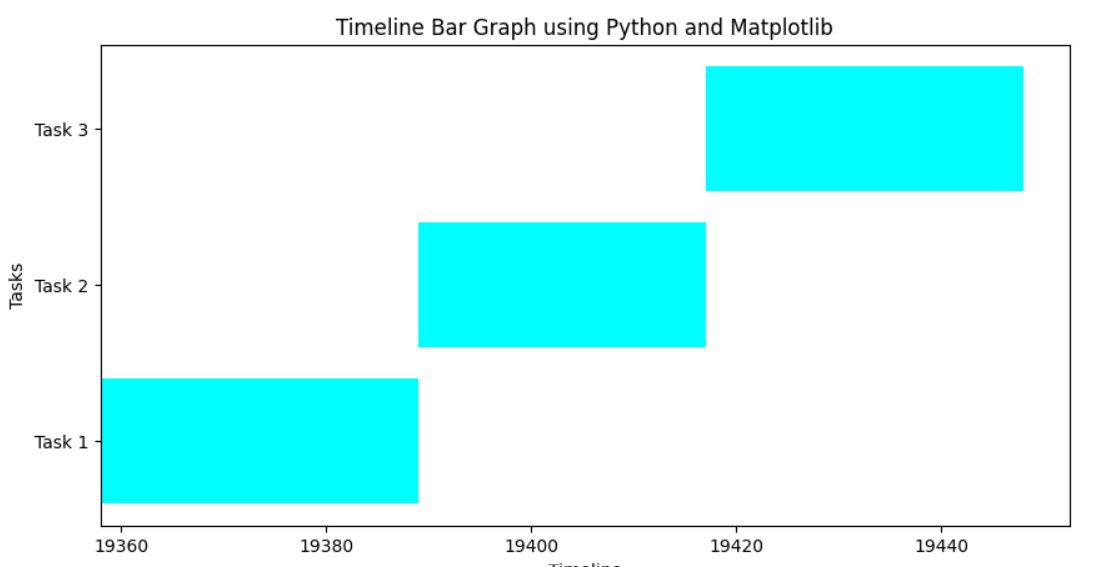 Timeline Bar Graph using Python and Matplotlib
Task 3
Tasks
Task 2
Task 1
19360 19380 19400 19420 19440
Timeline